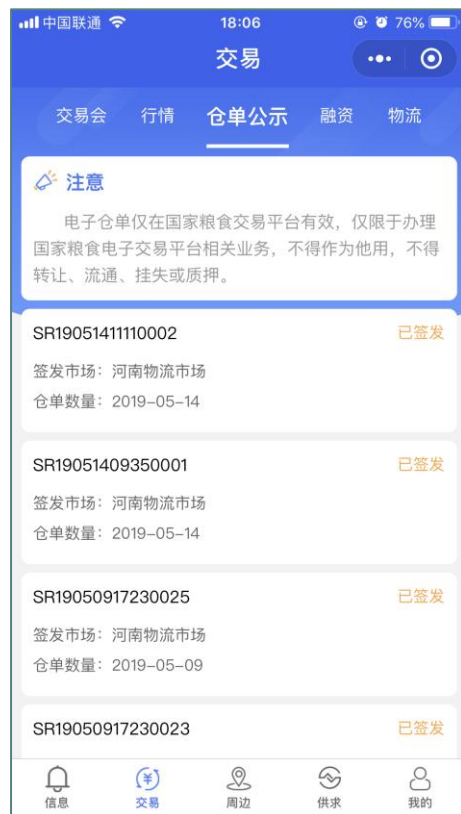 中国联通 18:06 76%
交易
交易会 行情 仓单公示 融资 物流
注意
电子仓单仅在国家粮食交易平台有效，仅限于办理
国家粮食电子交易平台相关业务，不得作为他用，不得
转让、流通、挂失或质押。
SR19051411110002 已签发
签发市场：河南物流市场
仓单数量：2019-05-14
SR19051409350001 已签发
签发市场：河南物流市场
仓单数量：2019-05-14
SR19050917230025 已签发
签发市场：河南物流市场
仓单数量：2019-05-09
SR19050917230023 已签发
信息 交易 周边 供求 我的